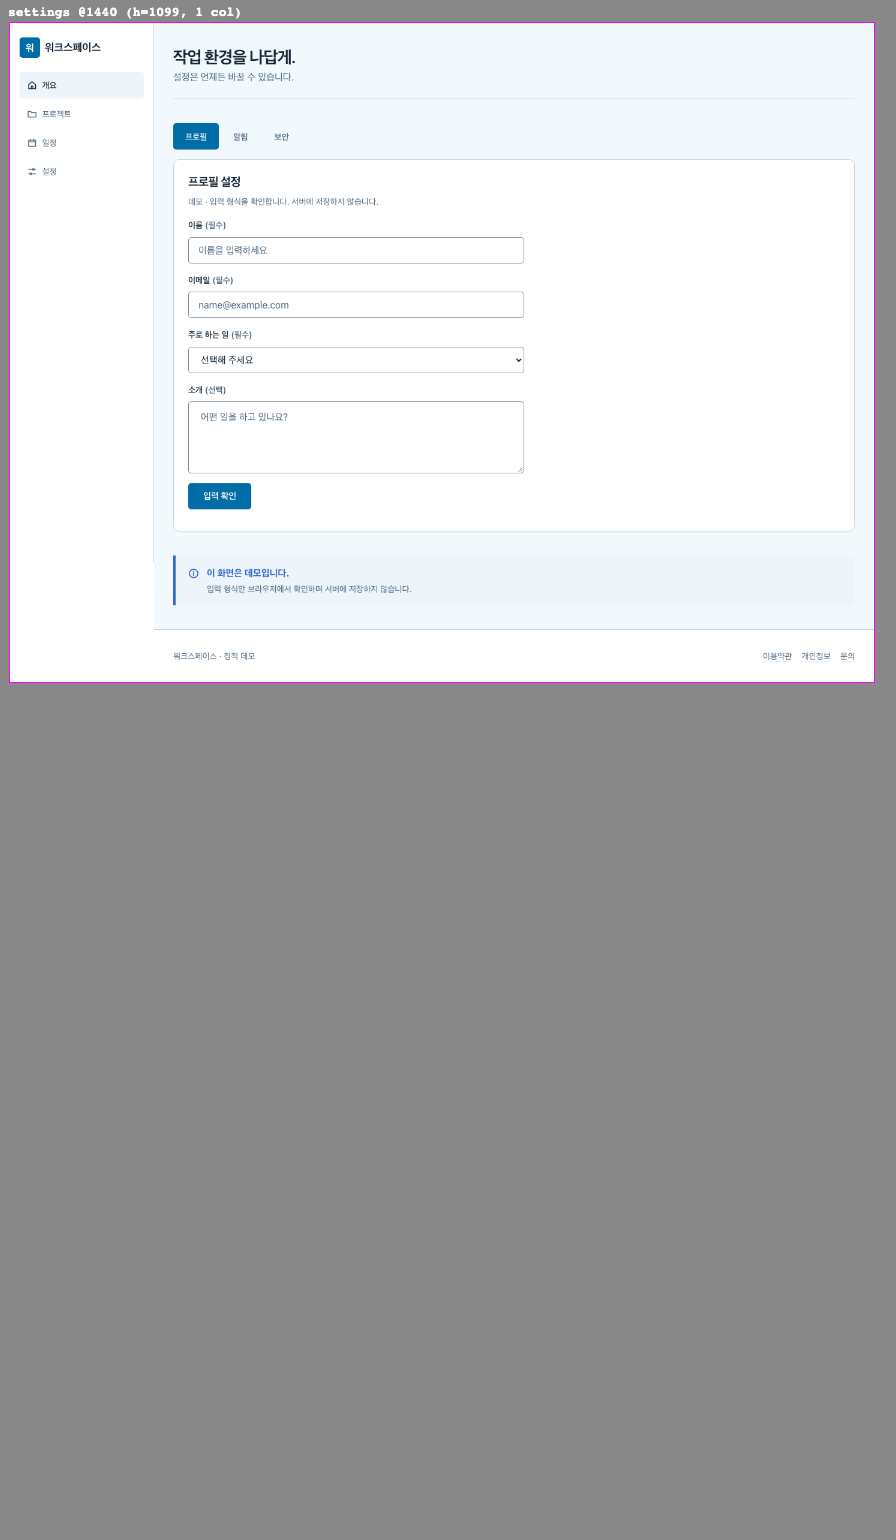 settings @1440 (h=1099, 1 col)
워 워크스페이스
개요
프로젝트
일정
설정
작업 환경을 나답게.
설정은 언제든 바꿀 수 있습니다.
프로필 알림 보안
프로필 설정
데모 · 입력 형식을 확인합니다. 서버에 저장하지 않습니다.
이름 (필수)
이름을 입력하세요
이메일 (필수)
name@example.com
주로 하는 일 (필수)
선택해 주세요
소개 (선택)
어떤 일을 하고 있나요?
입력 확인
이 화면은 데모입니다.
입력 형식만 브라우저에서 확인하며 서버에 저장하지 않습니다.
워크스페이스 · 정적 데모
이용약관 개인정보 문의